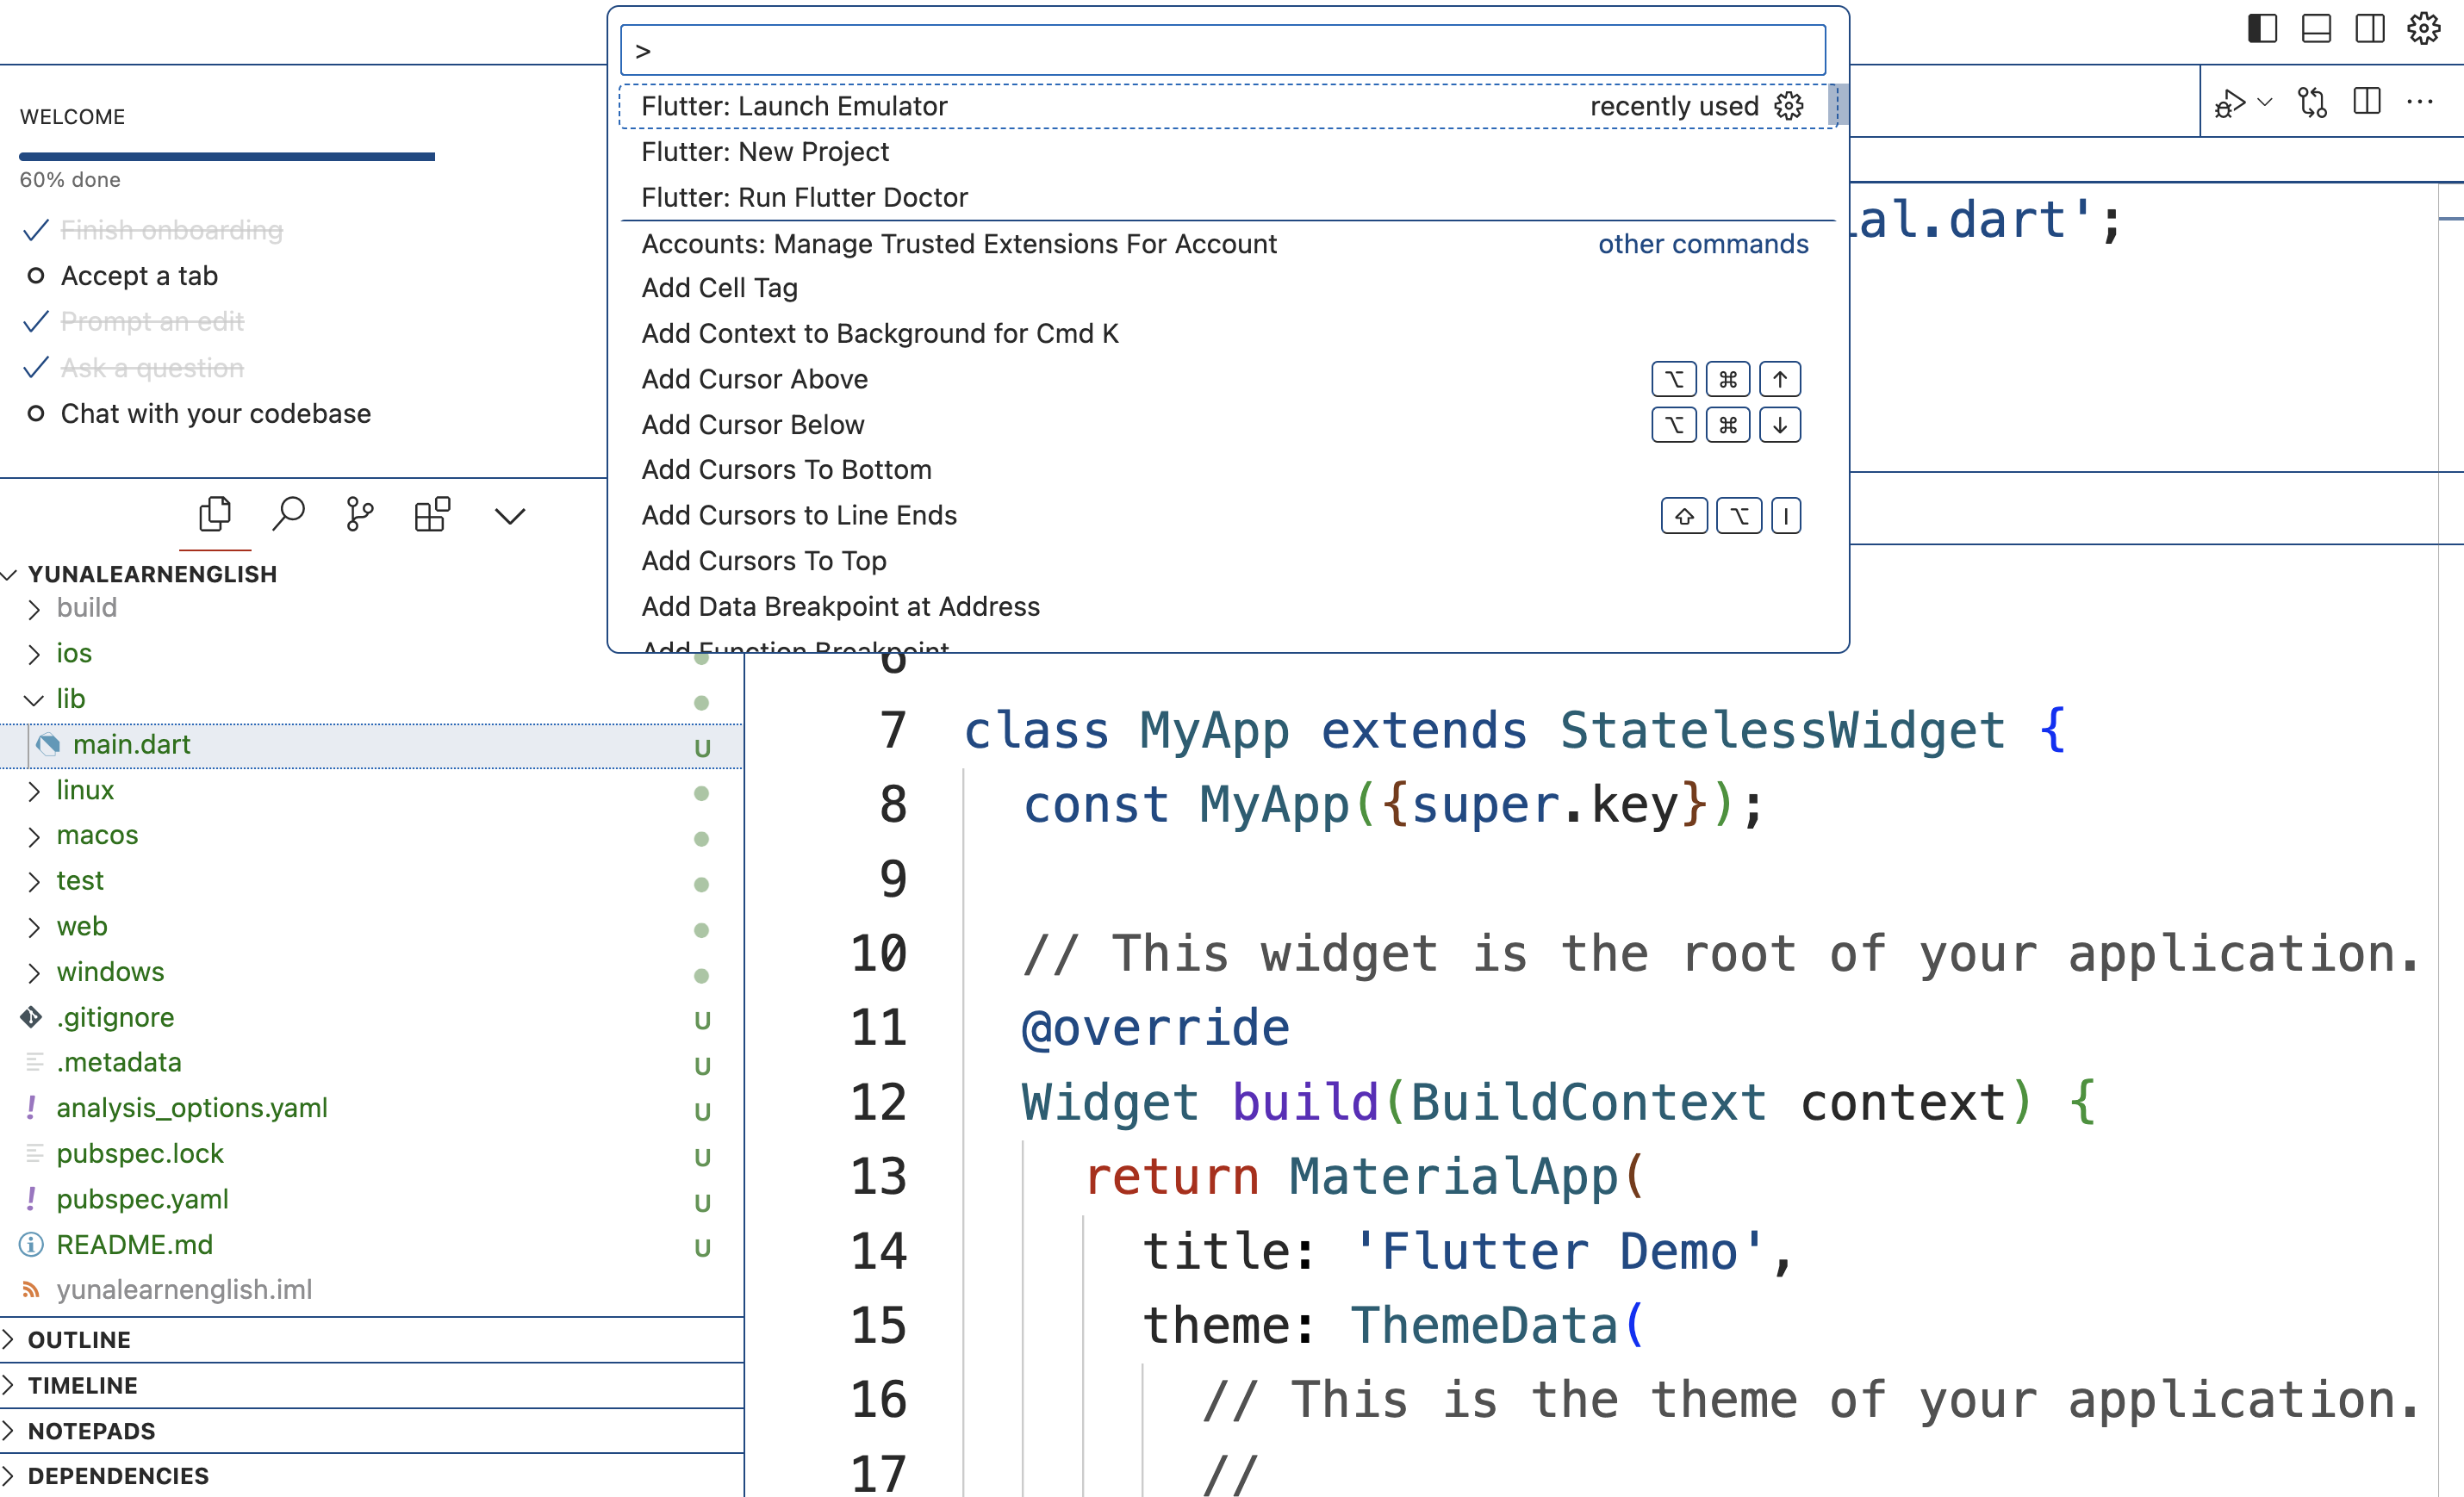 >
Flutter: Launch Emulator recently used
Flutter: New Project
Flutter: Run Flutter Doctor
Accounts: Manage Trusted Extensions For Account other commands
Add Cell Tag
Add Context to Background for Cmd K
Add Cursor Above ⌥ ⌘ ↑
Add Cursor Below ⌥ ⌘ ↓
Add Cursors To Bottom
Add Cursors to Line Ends ⇧ ⌥ I
Add Cursors To Top
Add Data Breakpoint at Address
Add Function Breakpoint
WELCOME
60% done
Finish onboarding
Accept a tab
Prompt an edit
Ask a question
Chat with your codebase
YUNALEARNENGLISH
build
ios
lib
main.dart U
linux
macos
test
web
windows
.gitignore U
.metadata U
analysis_options.yaml U
pubspec.lock U
pubspec.yaml U
README.md U
yunalearnenglish.iml
OUTLINE
TIMELINE
NOTEPADS
DEPENDENCIES
ial.dart';
6
7 class MyApp extends StatelessWidget {
8 const MyApp({super.key});
9
10 // This widget is the root of your application.
11 @override
12 Widget build(BuildContext context) {
13 return MaterialApp(
14 title: 'Flutter Demo',
15 theme: ThemeData(
16 // This is the theme of your application.
17 //